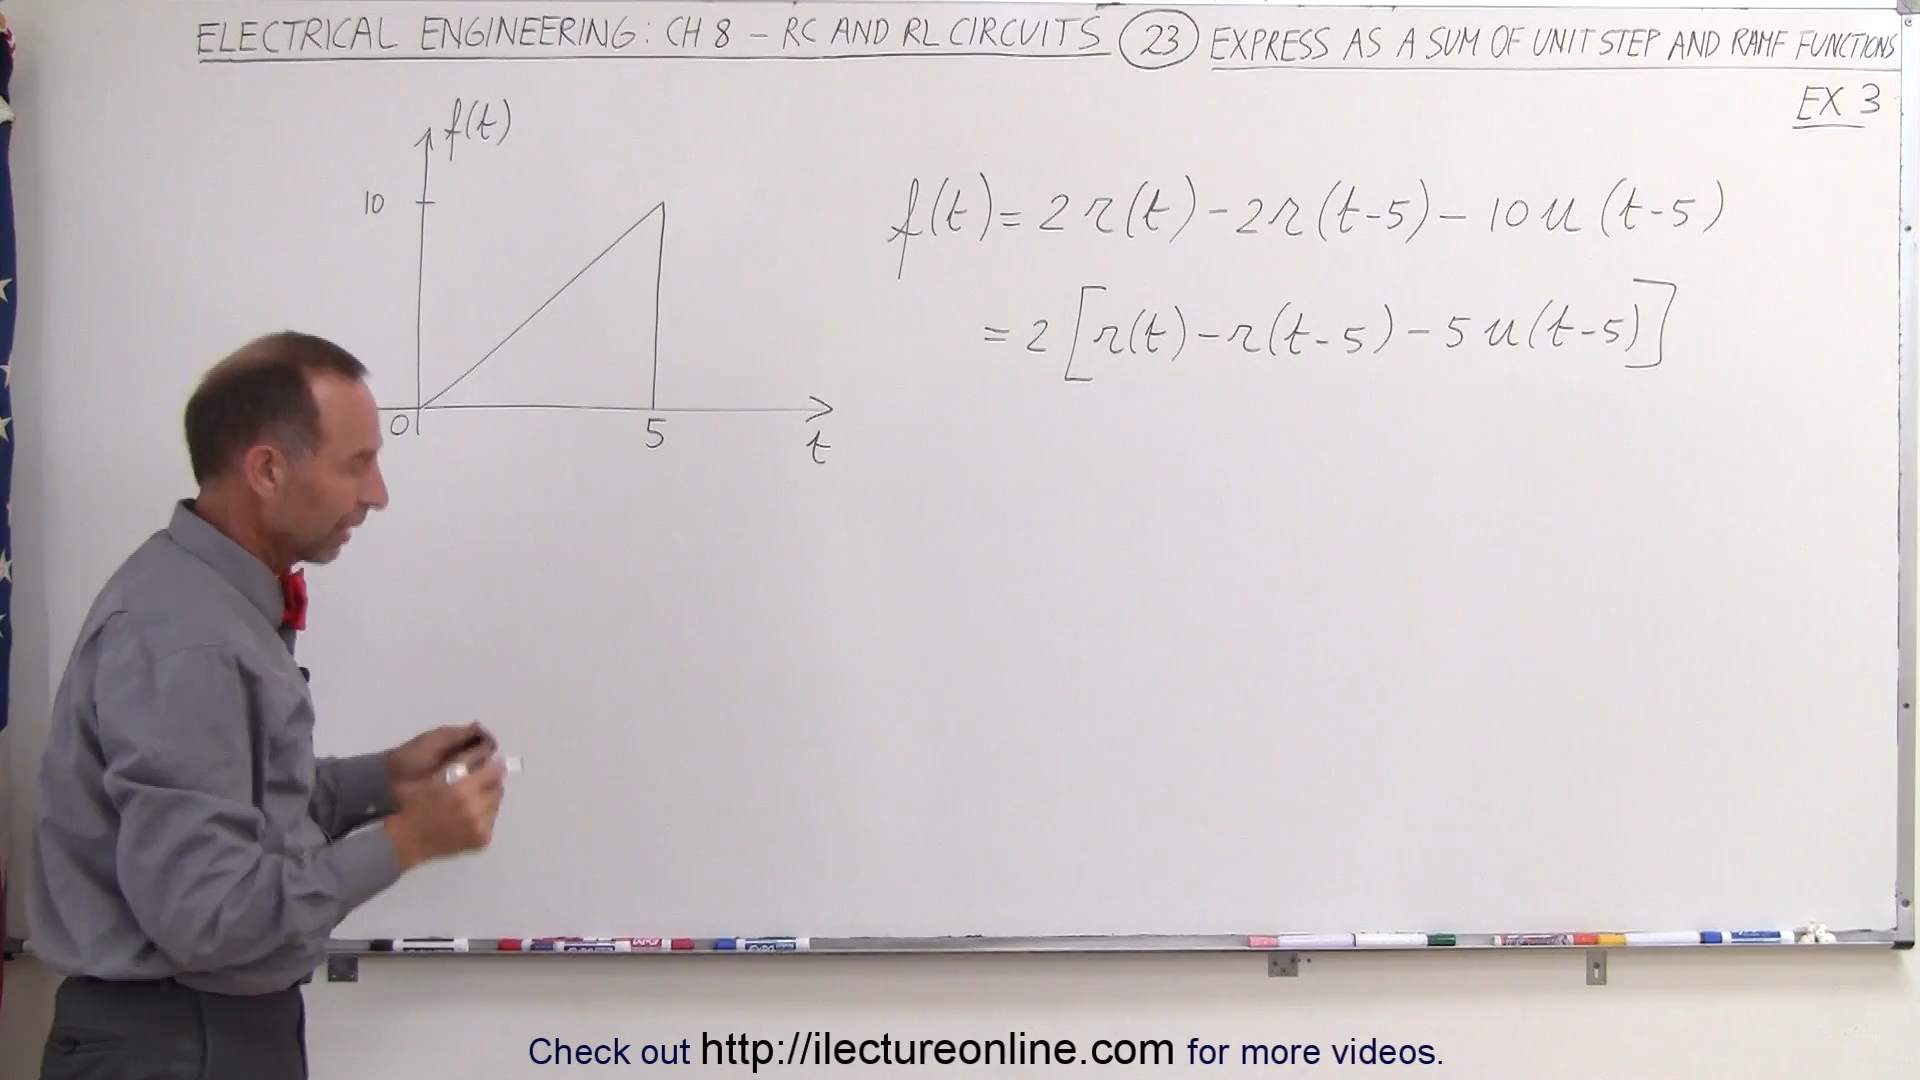 ELECTRICAL ENGINEERING: CH 8 - RC AND RL CIRCUITS (23) EXPRESS AS A SUM OF UNIT STEP AND RAMP FUNCTIONS
EX 3
f(t)
10
0
5
t
f(t) = 2r(t) - 2r(t-5) - 10u(t-5)
= 2[r(t) - r(t-5) - 5u(t-5)]
Check out http://ilectureonline.com for more videos.